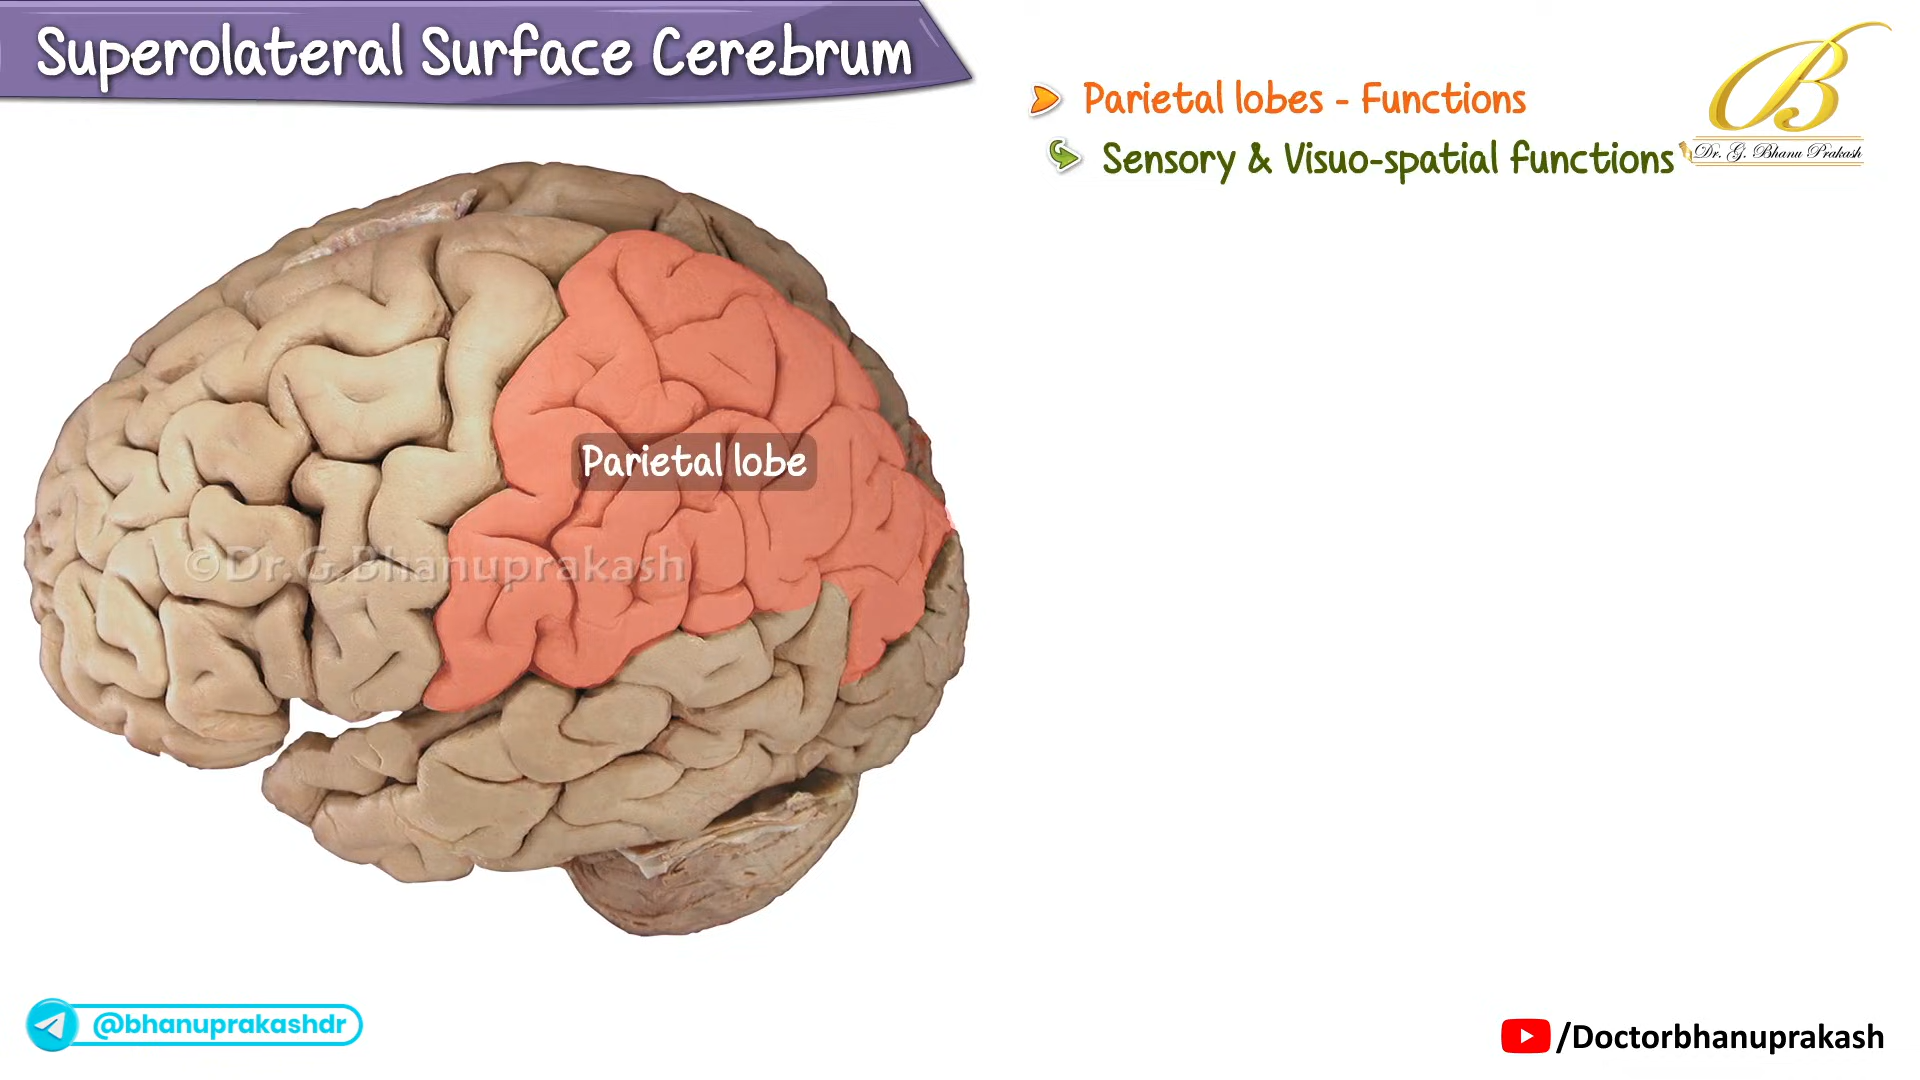 Superolateral Surface Cerebrum
Parietal lobes - Functions
Sensory & Visuo-spatial functions
B
Dr. G. Bhanu Prakash
Parietal lobe
©Dr.G.Bhanuprakash
@bhanuprakashdr
/Doctorbhanuprakash